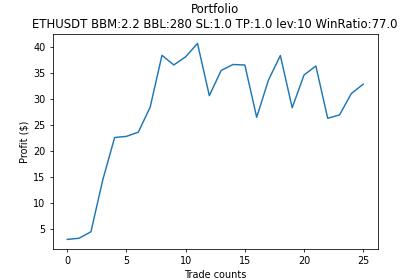 Portfolio
ETHUSDT BBM:2.2 BBL:280 SL:1.0 TP:1.0 lev:10 WinRatio:77.0
40
35
30
25
20
15
10
5
Profit ($)
0 5 10 15 20 25
Trade counts